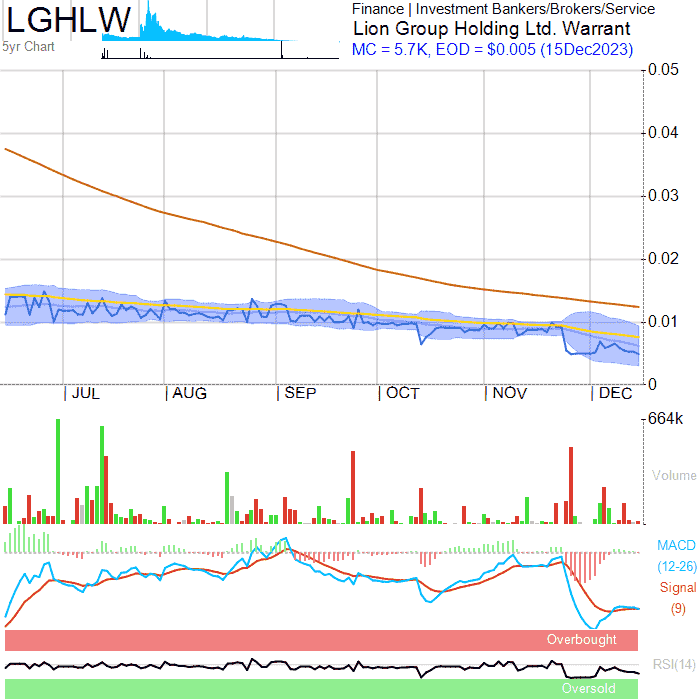 LGHLW
5yr Chart
Finance | Investment Bankers/Brokers/Service
Lion Group Holding Ltd. Warrant
MC = 5.7K, EOD = $0.005 (15Dec2023)
0.05
0.04
0.03
0.02
0.01
0
JUL AUG SEP OCT NOV DEC
664k
Volume
MACD
(12-26)
Signal
(9)
Overbought
RSI(14)
Oversold